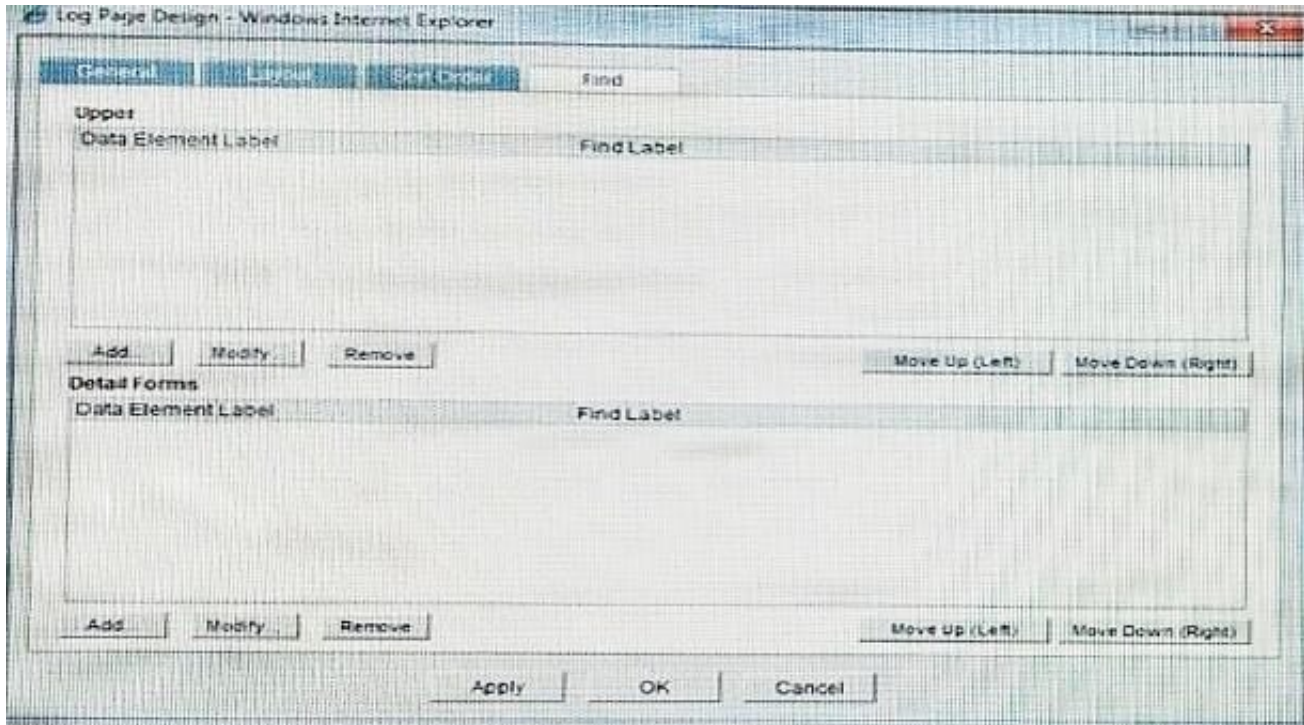 Log Page Design - Windows Internet Explorer
General Layout Sort Order Find
Upper
Data Element Label Find Label
Add... Modify... Remove Move Up (Left) Move Down (Right)
Detail Forms
Data Element Label Find Label
Add... Modify... Remove Move Up (Left) Move Down (Right)
Apply OK Cancel